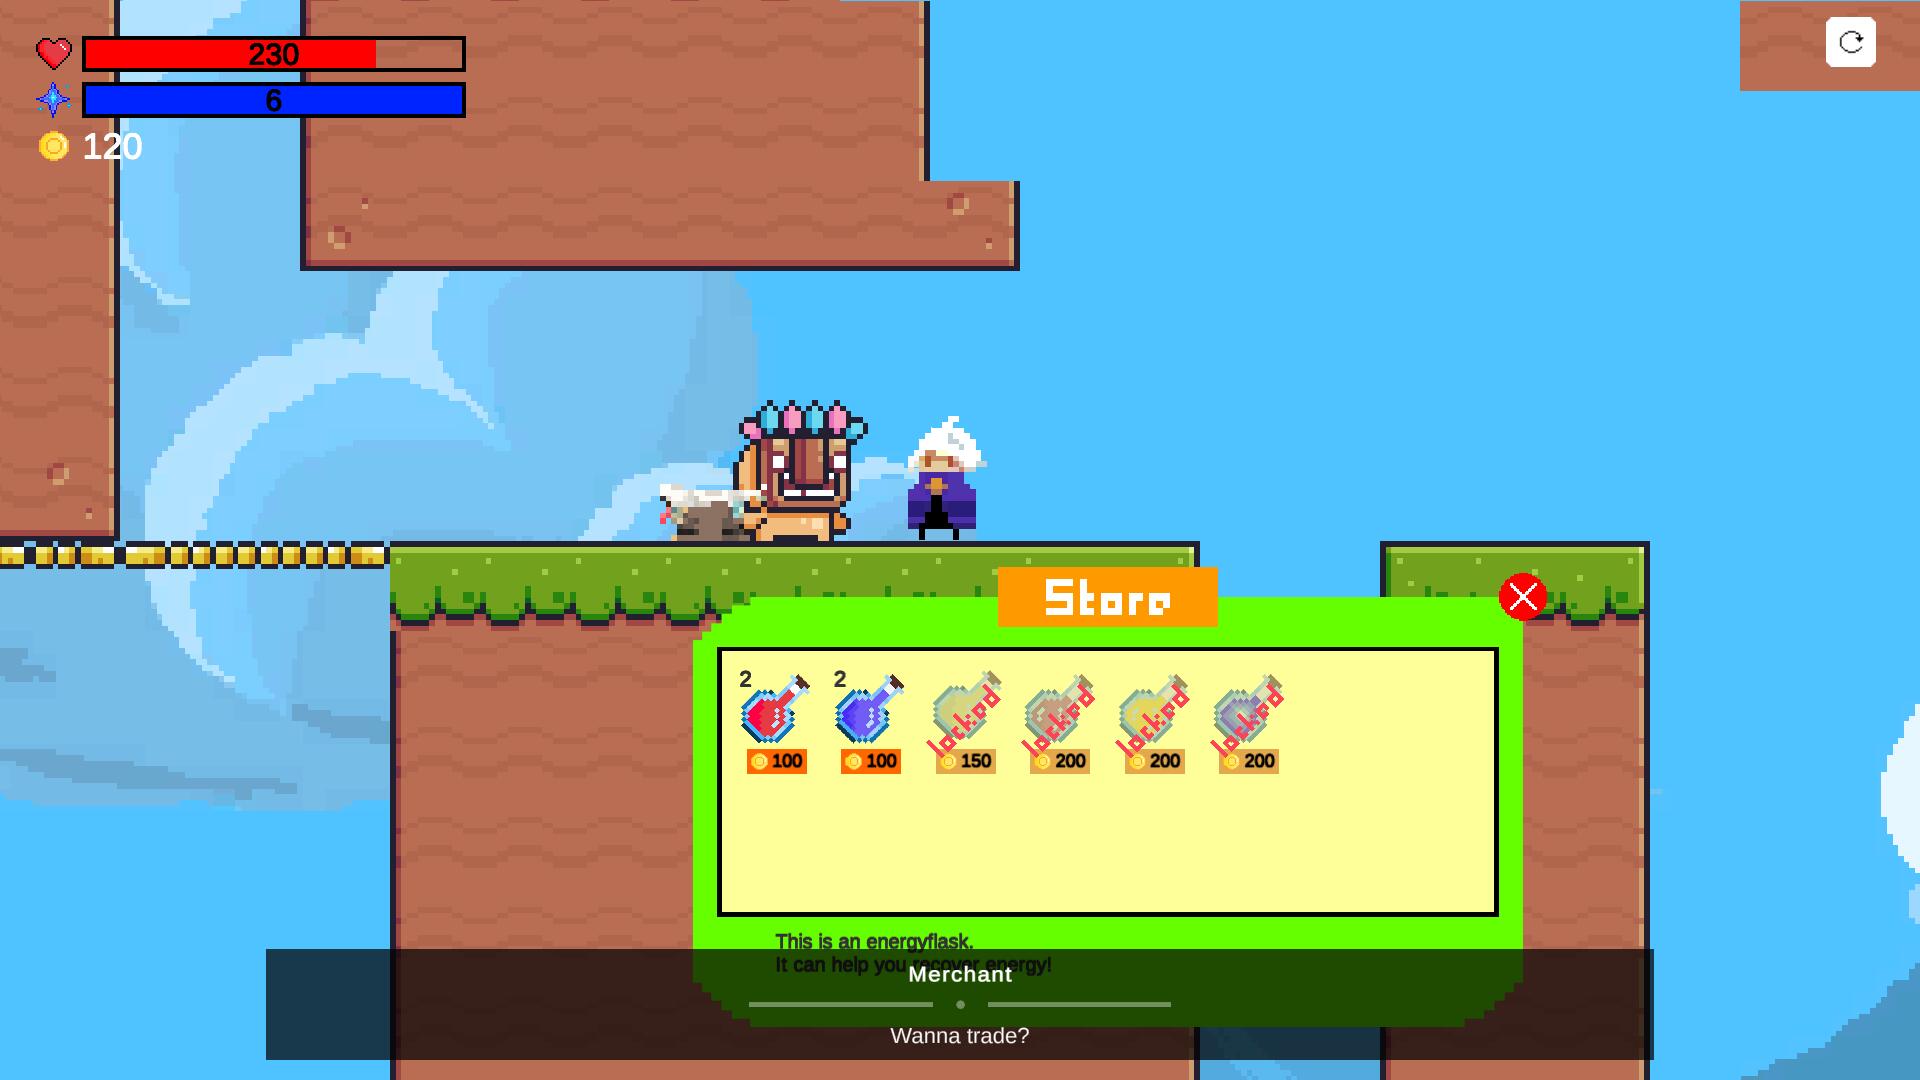 230
6
120
Store
2
2
Locked
Locked
Locked
Locked
100
100
150
200
200
200
This is an energyflask.
It can help you recover energy!
Merchant
Wanna trade?